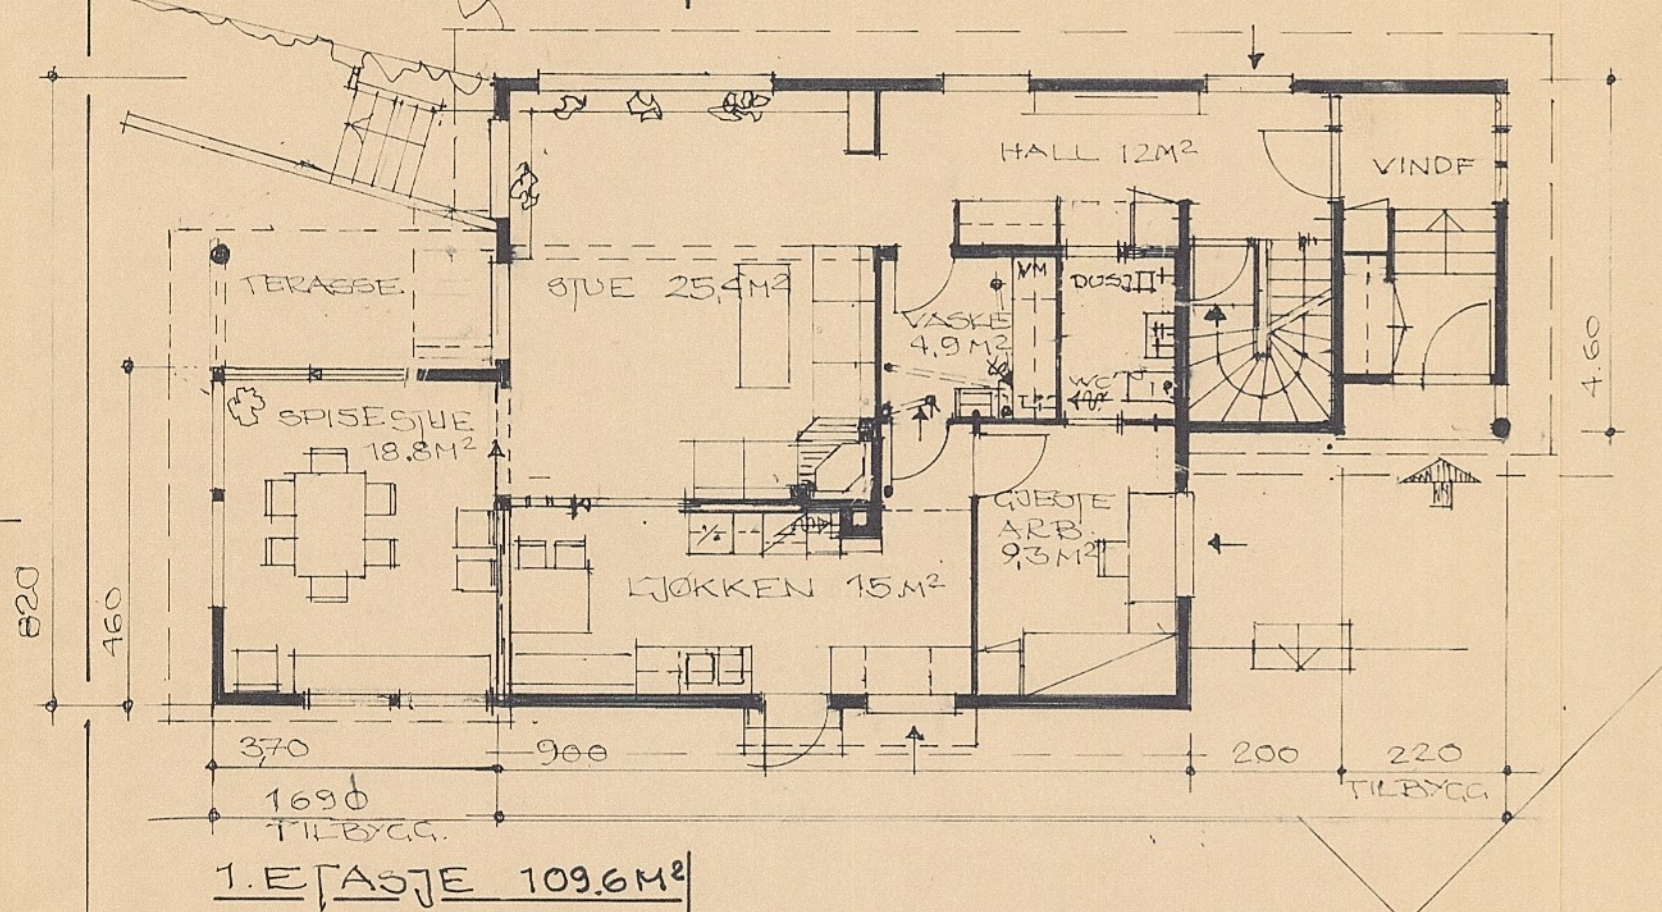 HALL 12M²
VINDF
TERASSE
STUE 25,4M²
VM
DUSJ
VASKE
4,9M²
WC
4.60
SPISESTUE
18.8M²
GJESTE
ARB.
9,3M²
KJØKKEN 15M²
820
460
370
900
200
220
TILBYGG
1690
TILBYGG.
1. ETASJE 109.6M²